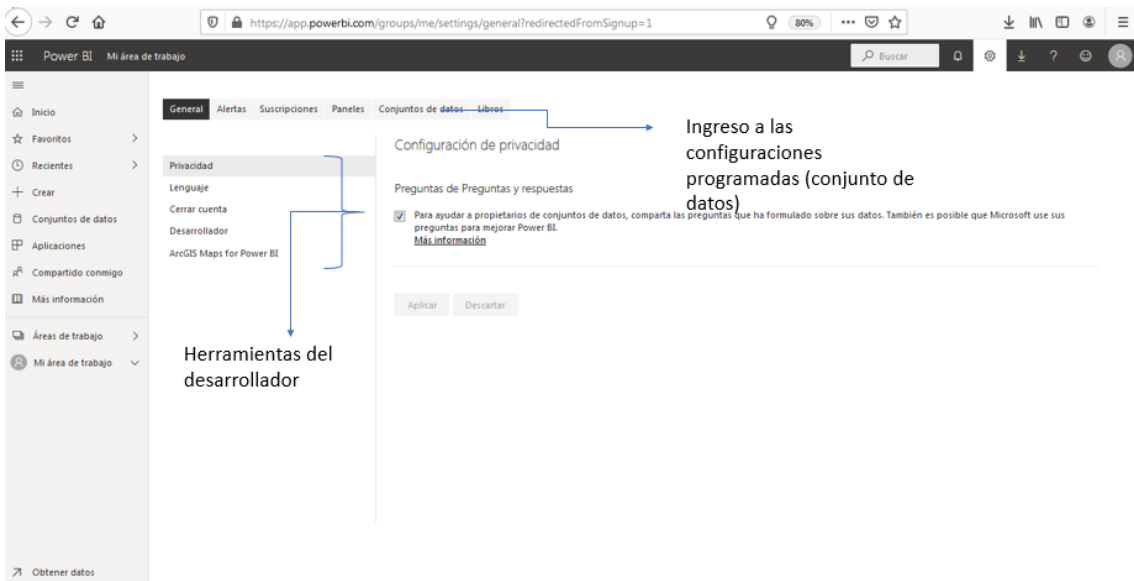 https://app.powerbi.com/groups/me/settings/general?redirectedFromSignup=1
80%
Power BI Mi área de trabajo
Buscar
Inicio
Favoritos
Recientes
Crear
Conjuntos de datos
Aplicaciones
Compartido conmigo
Más información
Áreas de trabajo
Mi área de trabajo
Obtener datos
General Alertas Suscripciones Paneles Conjuntos de datos Libros
Privacidad
Lenguaje
Cerrar cuenta
Desarrollador
ArcGIS Maps for Power BI
Herramientas del
desarrollador
Configuración de privacidad
Preguntas de Preguntas y respuestas
Para ayudar a propietarios de conjuntos de datos, comparta las preguntas que ha formulado sobre sus datos. También es posible que Microsoft use sus
preguntas para mejorar Power BI.
Más información
Aplicar Descartar
Ingreso a las
configuraciones
programadas (conjunto de
datos)